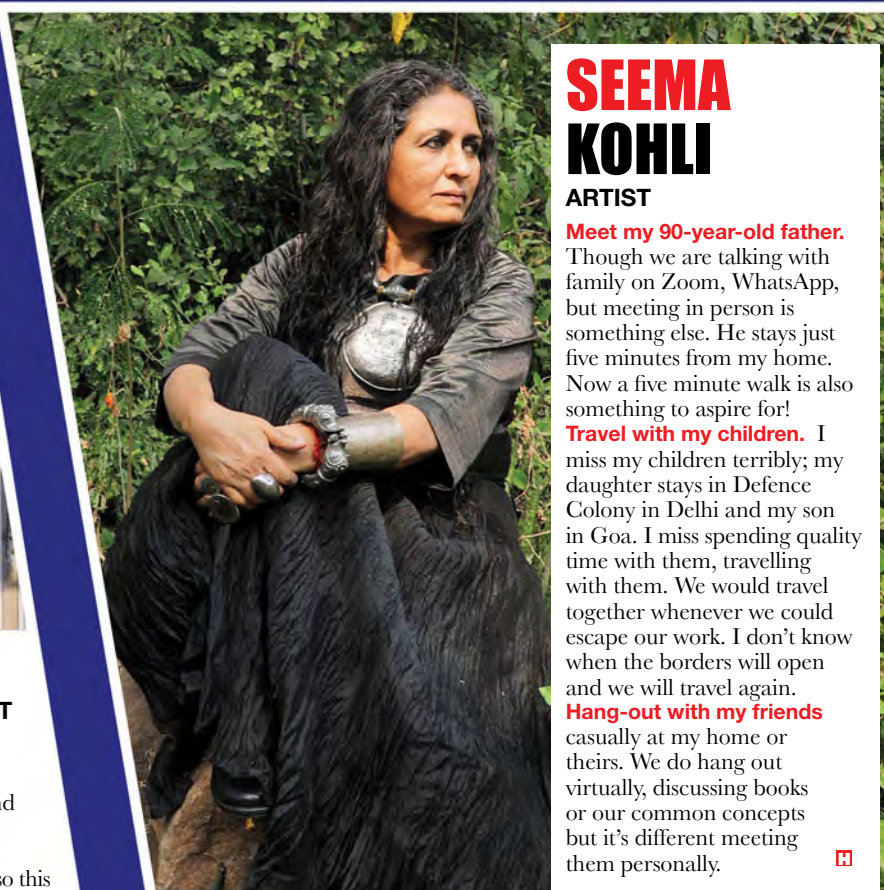 SEEMA
KOHLI
ARTIST
Meet my 90-year-old father.
Though we are talking with
family on Zoom, WhatsApp,
but meeting in person is
something else. He stays just
five minutes from my home.
Now a five minute walk is also
something to aspire for!
Travel with my children. I
miss my children terribly; my
daughter stays in Defence
Colony in Delhi and my son
in Goa. I miss spending quality
time with them, travelling
with them. We would travel
together whenever we could
escape our work. I don’t know
when the borders will open
and we will travel again.
Hang-out with my friends
casually at my home or
theirs. We do hang out
virtually, discussing books
or our common concepts
but it’s different meeting
them personally.
H
T
so this